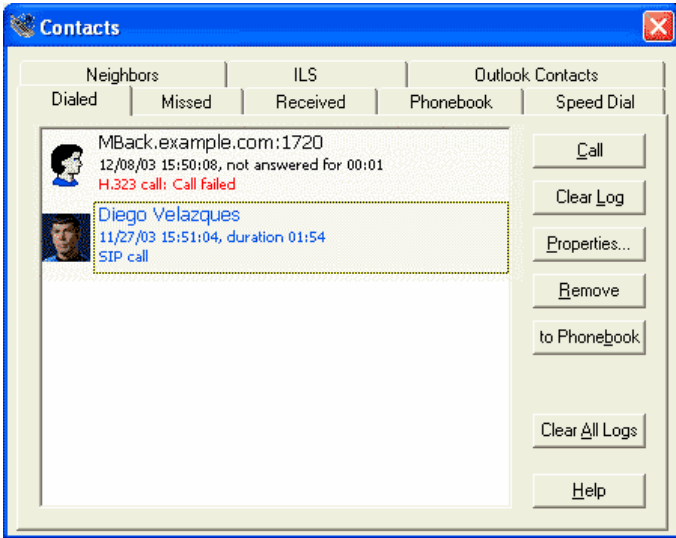 Contacts
Neighbors ILS Outlook Contacts
Dialed Missed Received Phonebook Speed Dial
MBack.example.com:1720
12/08/03 15:50:08, not answered for 00:01
H.323 call: Call failed
Diego Velazques
11/27/03 15:51:04, duration 01:54
SIP call
Call
Clear Log
Properties...
Remove
to Phonebook
Clear All Logs
Help